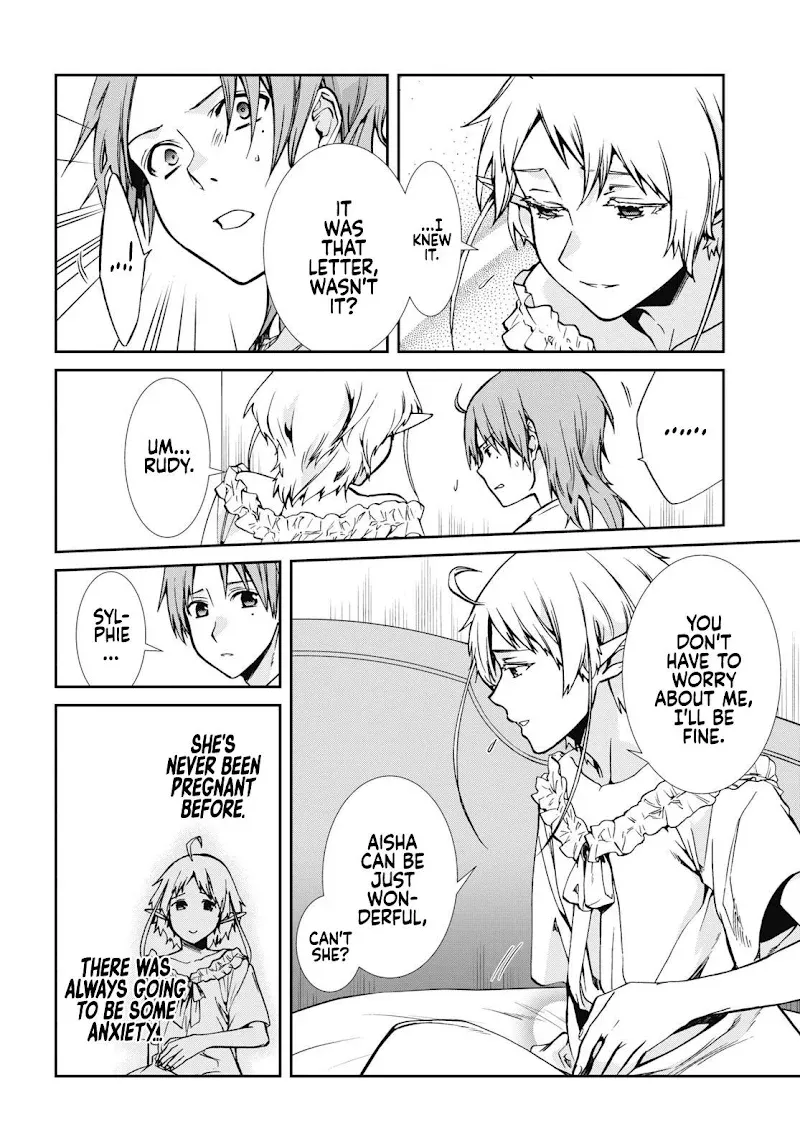 ...I
KNEW
IT.
IT
WAS
THAT
LETTER,
WASN'T
IT?
...!
......
UM...
RUDY.
YOU
DON'T
HAVE TO
WORRY
ABOUT ME,
I'LL BE
FINE.
AISHA
CAN BE
JUST
WON-
DERFUL,
CAN'T
SHE?
SYL-
PHIE
...
SHE'S
NEVER BEEN
PREGNANT
BEFORE.
THERE WAS
ALWAYS GOING
TO BE SOME
ANXIETY...